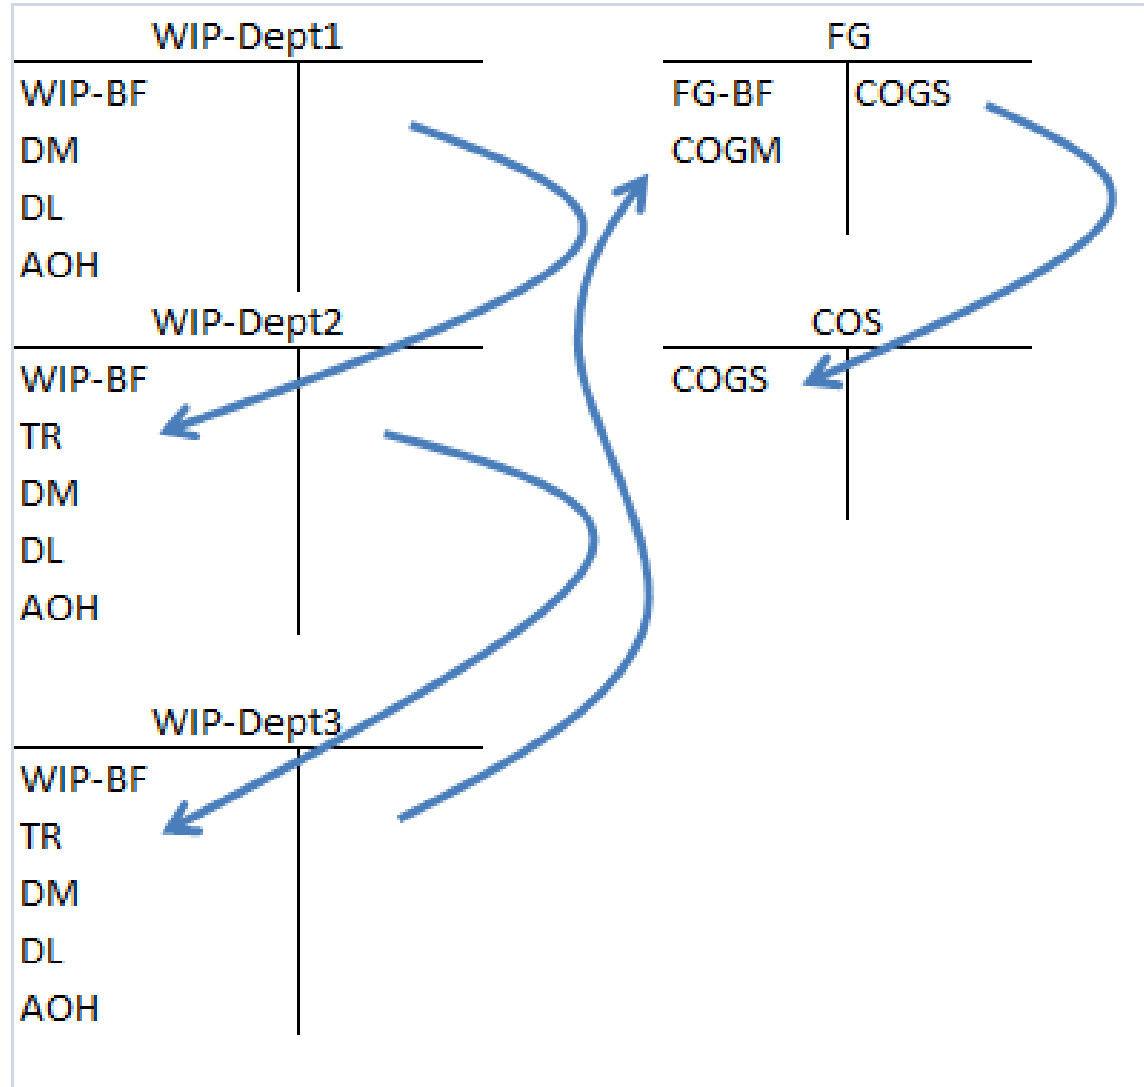 WIP-Dept1
WIP-BF
DM
DL
AOH
WIP-Dept2
WIP-BF
TR
DM
DL
AOH
WIP-Dept3
WIP-BF
TR
DM
DL
AOH
FG
FG-BF COGS
COGM
COS
COGS